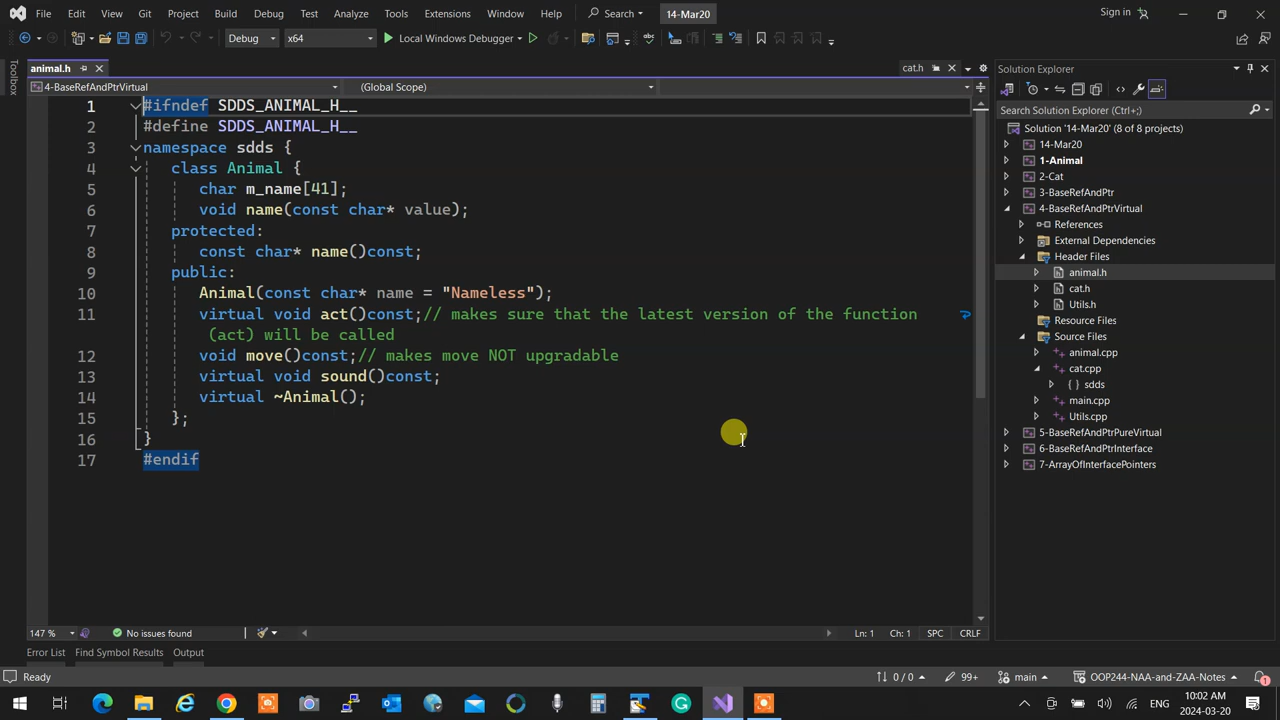 File Edit View Git Project Build Debug Test Analyze Tools Extensions Window Help Search 14-Mar20 Sign in
Debug x64 Local Windows Debugger
Toolbox
animal.h cat.h
4-BaseRefAndPtrVirtual (Global Scope)
1 #ifndef SDDS_ANIMAL_H__
2 #define SDDS_ANIMAL_H__
3 namespace sdds {
4 class Animal {
5 char m_name[41];
6 void name(const char* value);
7 protected:
8 const char* name()const;
9 public:
10 Animal(const char* name = "Nameless");
11 virtual void act()const;// makes sure that the latest version of the function
(act) will be called
12 void move()const;// makes move NOT upgradable
13 virtual void sound()const;
14 virtual ~Animal();
15 };
16 }
17 #endif
147 % No issues found Ln: 1 Ch: 1 SPC CRLF
Error List Find Symbol Results Output
Solution Explorer
Search Solution Explorer (Ctrl+;)
Solution '14-Mar20' (8 of 8 projects)
14-Mar20
1-Animal
2-Cat
3-BaseRefAndPtr
4-BaseRefAndPtrVirtual
References
External Dependencies
Header Files
animal.h
cat.h
Utils.h
Resource Files
Source Files
animal.cpp
cat.cpp
sdds
main.cpp
Utils.cpp
5-BaseRefAndPtrPureVirtual
6-BaseRefAndPtrInterface
7-ArrayOfInterfacePointers
Ready 0 / 0 99+ main OOP244-NAA-and-ZAA-Notes 1
ENG 10:02 AM
2024-03-20